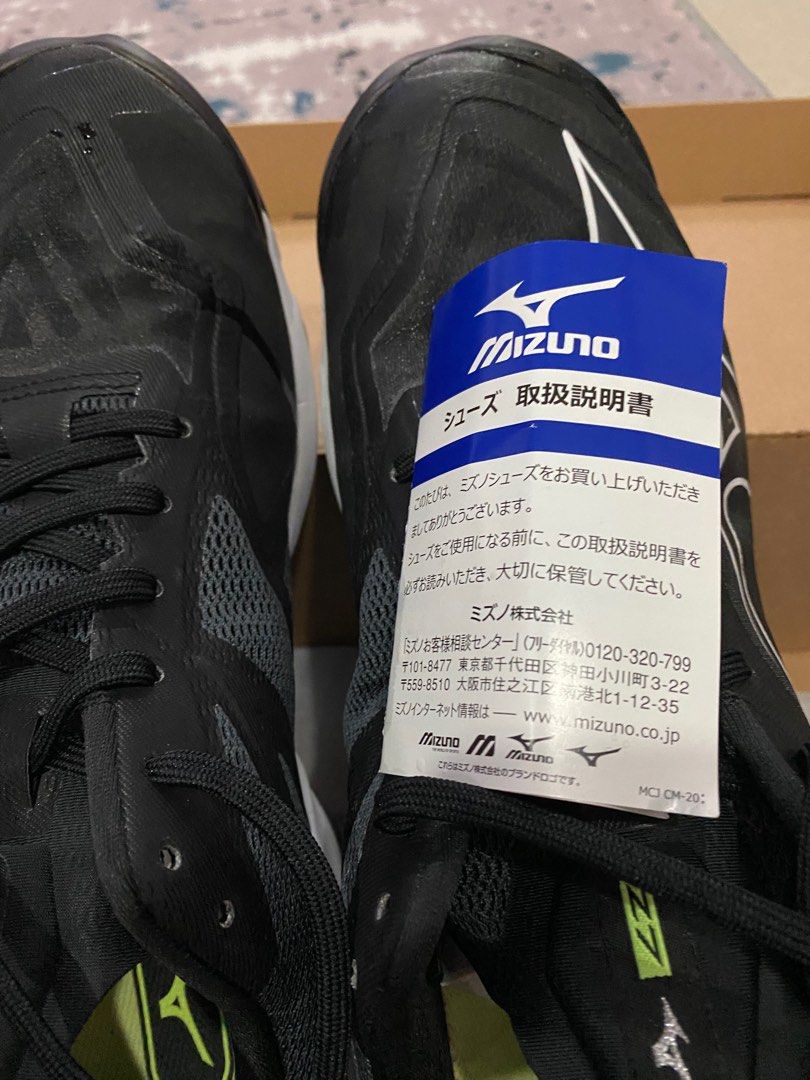 MIZUNO
シューズ 取扱説明書
このたびは、ミズノシューズをお買い上げいただき
ましてありがとうございます。
シューズをご使用になる前に、この取扱説明書を
必ずお読みいただき、大切に保管してください。
ミズノ株式会社
「ミズノお客様相談センター」(フリーダイヤル)0120-320-799
〒101-8477 東京都千代田区神田小川町3-22
〒559-8510 大阪市住之江区南港北1-12-35
ミズノインターネット情報は ── www.mizuno.co.jp
MIZUNO MIZUNO
これらはミズノ株式会社のブランドロゴです。
MCJ CM-20